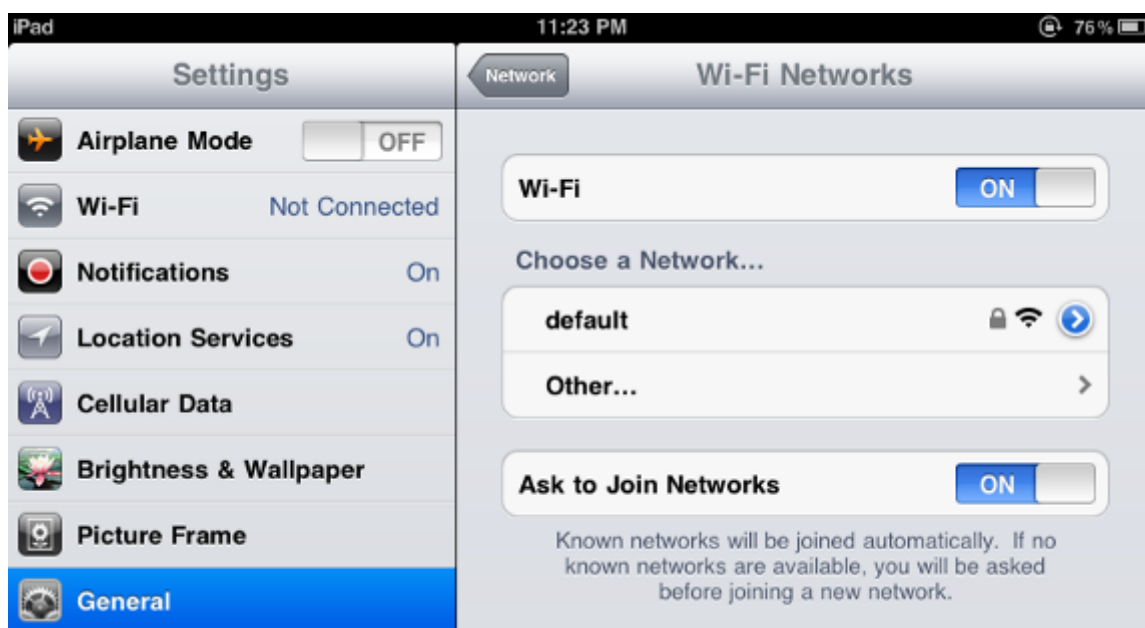 iPad 11:23 PM 76%
Settings
Airplane Mode OFF
Wi-Fi Not Connected
Notifications On
Location Services On
Cellular Data
Brightness & Wallpaper
Picture Frame
General
Network Wi-Fi Networks
Wi-Fi ON
Choose a Network...
default
Other...
Ask to Join Networks ON
Known networks will be joined automatically. If no
known networks are available, you will be asked
before joining a new network.